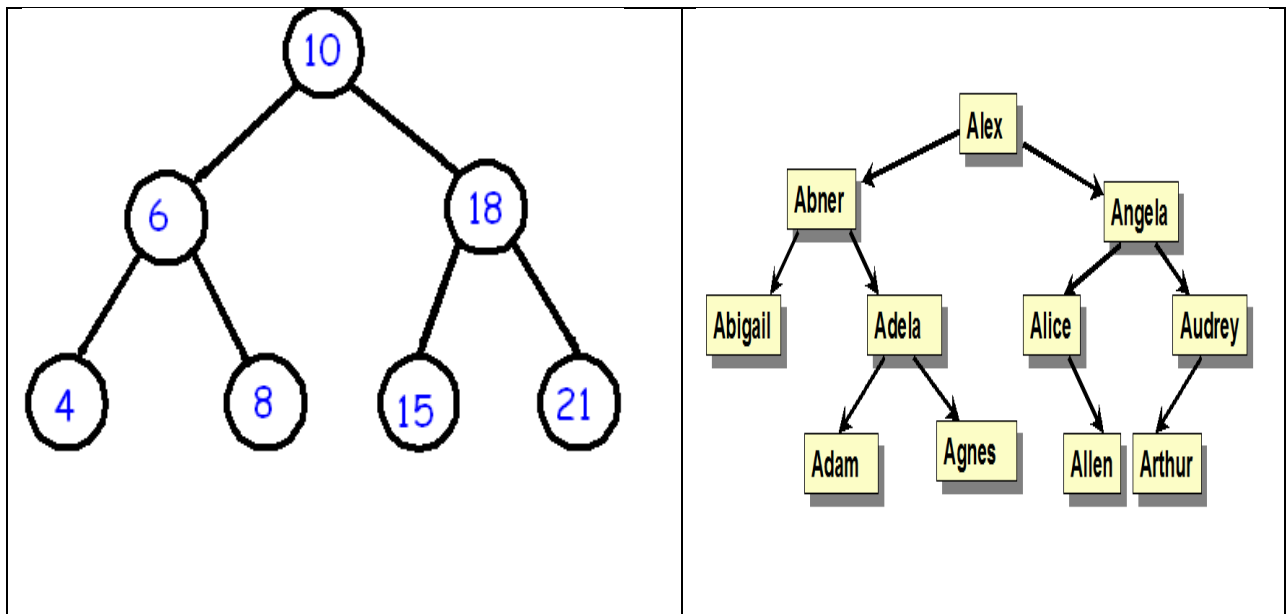 10
6
18
4
8
15
21
Alex
Abner
Angela
Abigail
Adela
Alice
Audrey
Adam
Agnes
Allen
Arthur